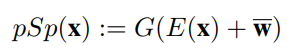 pSp(x) := G(E(x) + w̅)